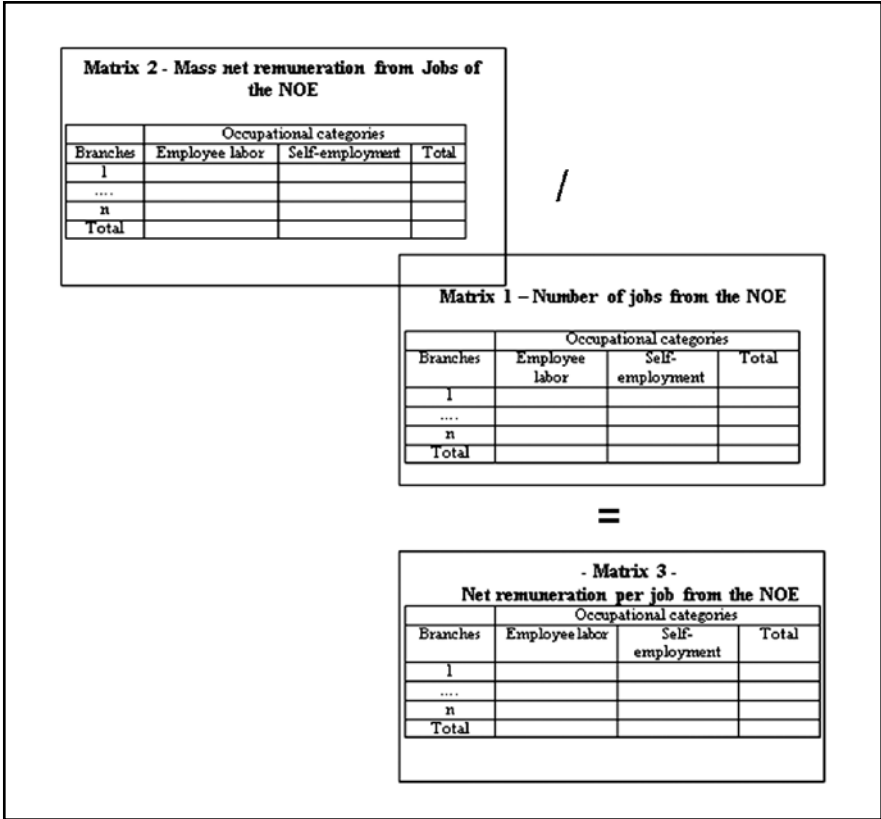 Matrix 2 - Mass net remuneration from Jobs of
the NOE
Occupational categories
Branches Employee labor Self-employment Total
1
....
n
Total
/
Matrix 1 – Number of jobs from the NOE
Occupational categories
Branches Employee Self- Total
labor employment
1
....
n
Total
=
- Matrix 3 -
Net remuneration per job from the NOE
Occupational categories
Branches Employee labor Self- Total
employment
1
....
n
Total